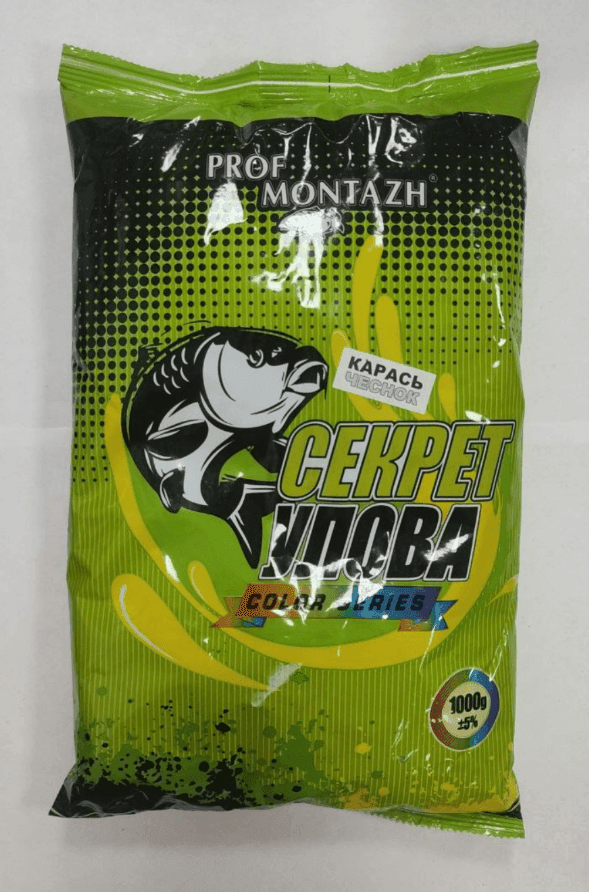 PROF
MONTAZH®
КАРАСЬ
ЧЕСНОК
СЕКРЕТ
УЛОВА
COLOR SERIES
1000g
±5%